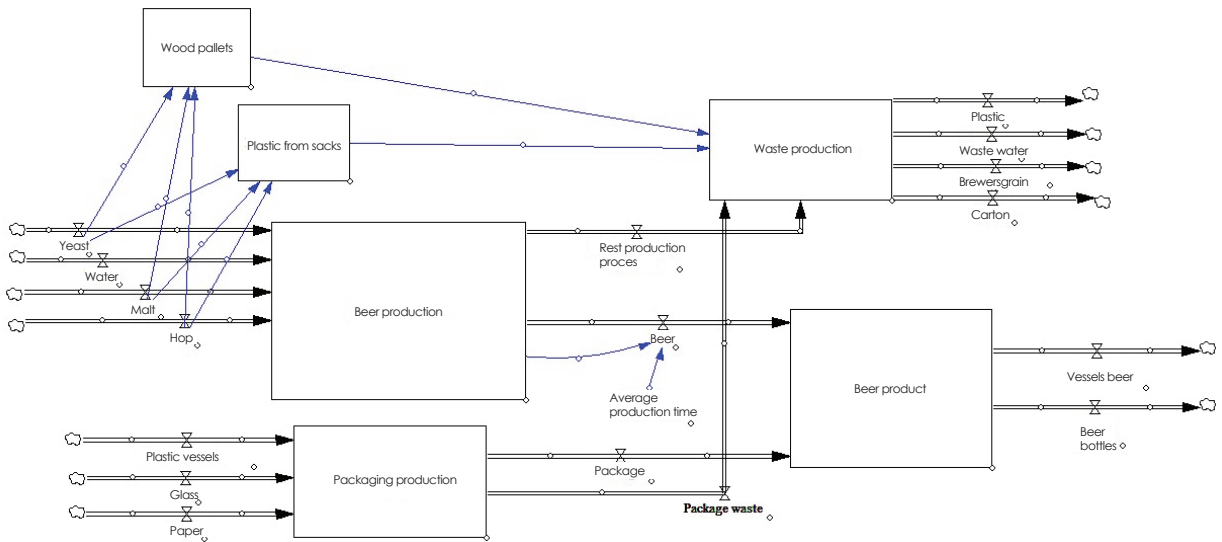 Wood pallets
Plastic from sacks
Waste production
Plastic
Waste water
Brewersgrain
Carton
Yeast
Water
Malt
Hop
Beer production
Rest production
proces
Beer
Average
production time
Beer product
Vessels beer
Beer
bottles
Plastic vessels
Glass
Paper
Packaging production
Package
Package waste